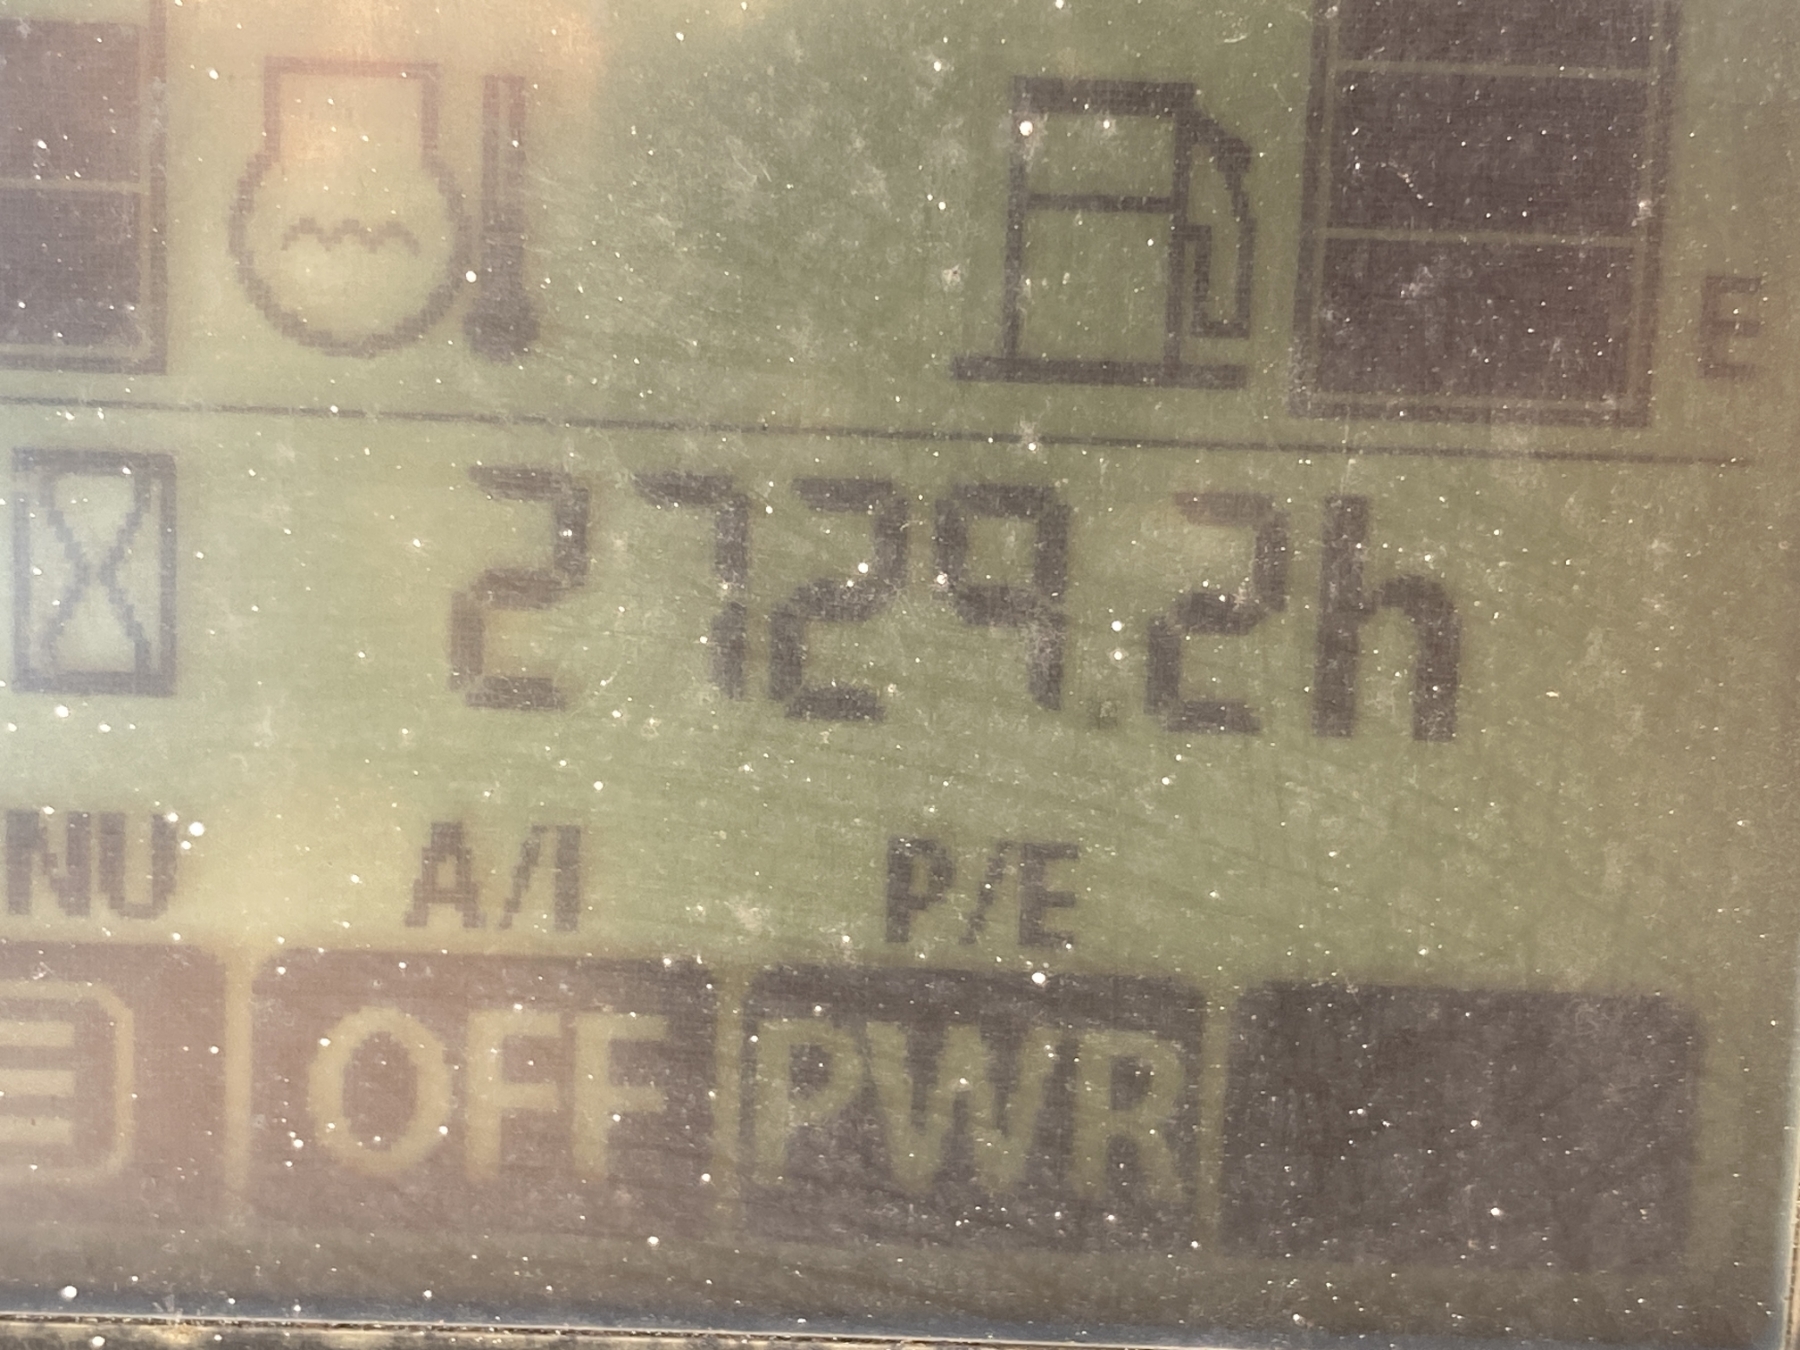 E
2729.2h
NU A/I P/E
OFF PWR